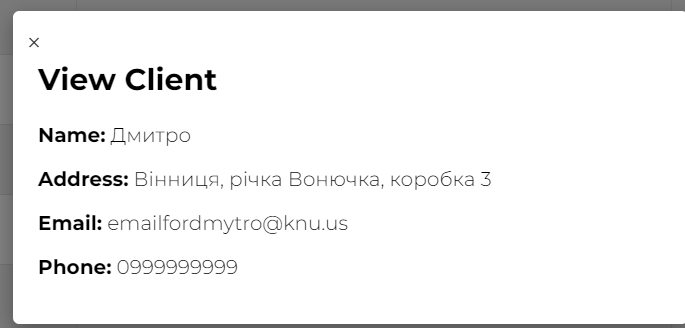 ×
View Client
Name: Дмитро
Address: Вінниця, річка Вонючка, коробка 3
Email: emailfordmytro@knu.us
Phone: 0999999999